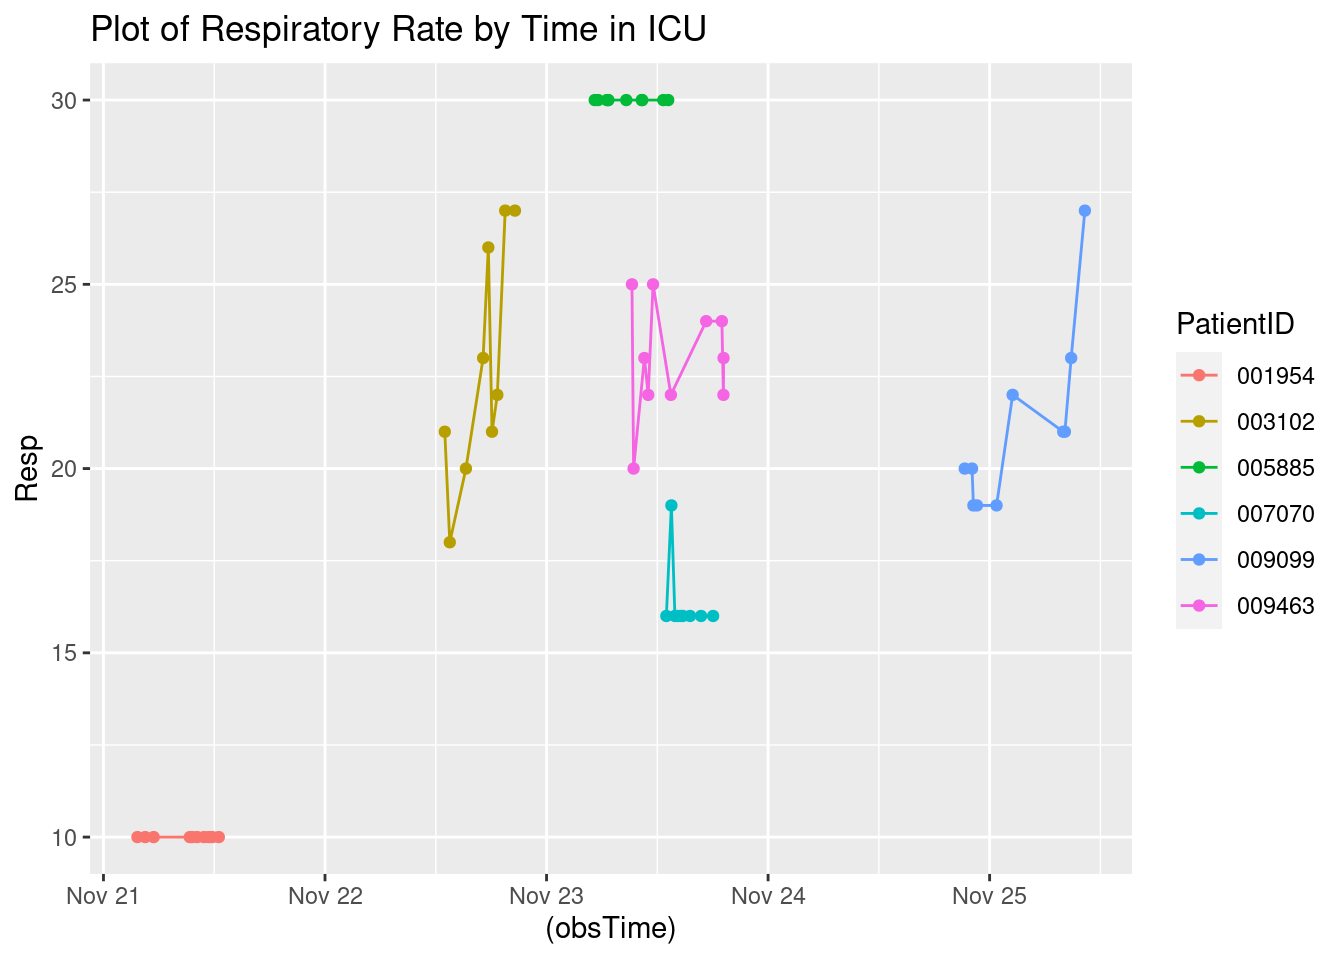 Plot of Respiratory Rate by Time in ICU
Resp
30
25
20
15
10
Nov 21
Nov 22
Nov 23
Nov 24
Nov 25
(obsTime)
PatientID
001954
003102
005885
007070
009099
009463